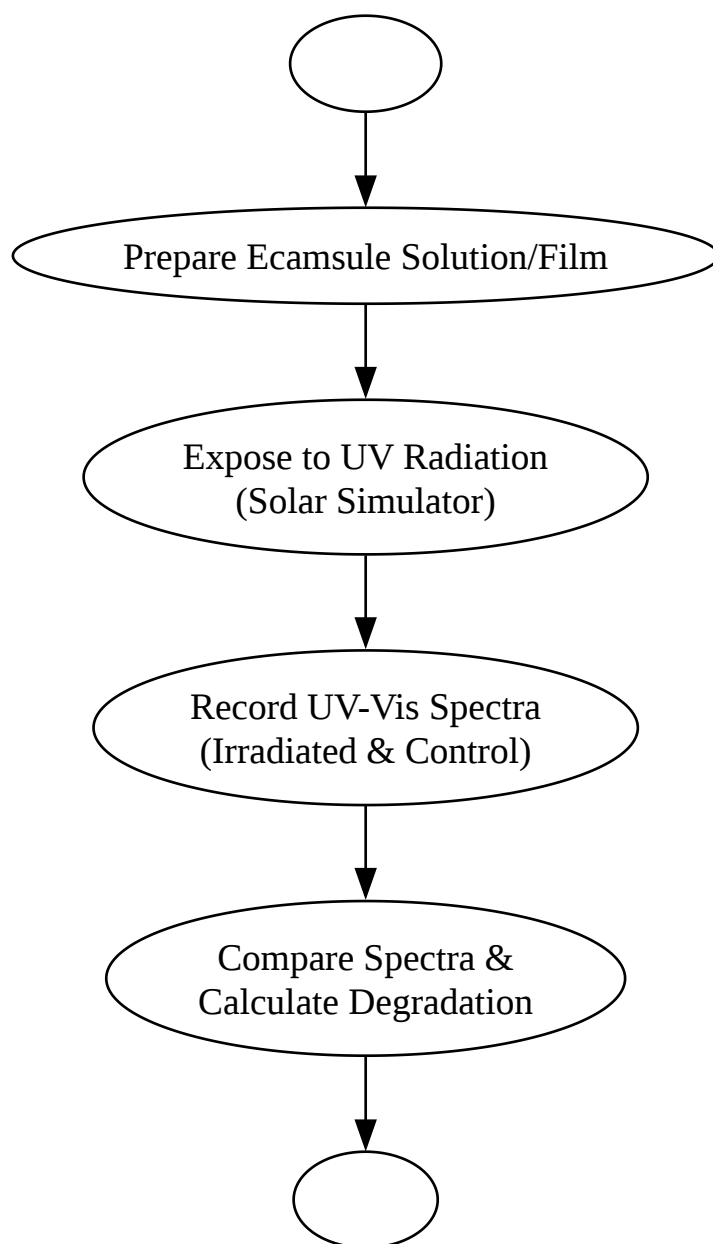 Prepare Ecamsule Solution/Film
Expose to UV Radiation
(Solar Simulator)
Record UV-Vis Spectra
(Irradiated & Control)
Compare Spectra &
Calculate Degradation